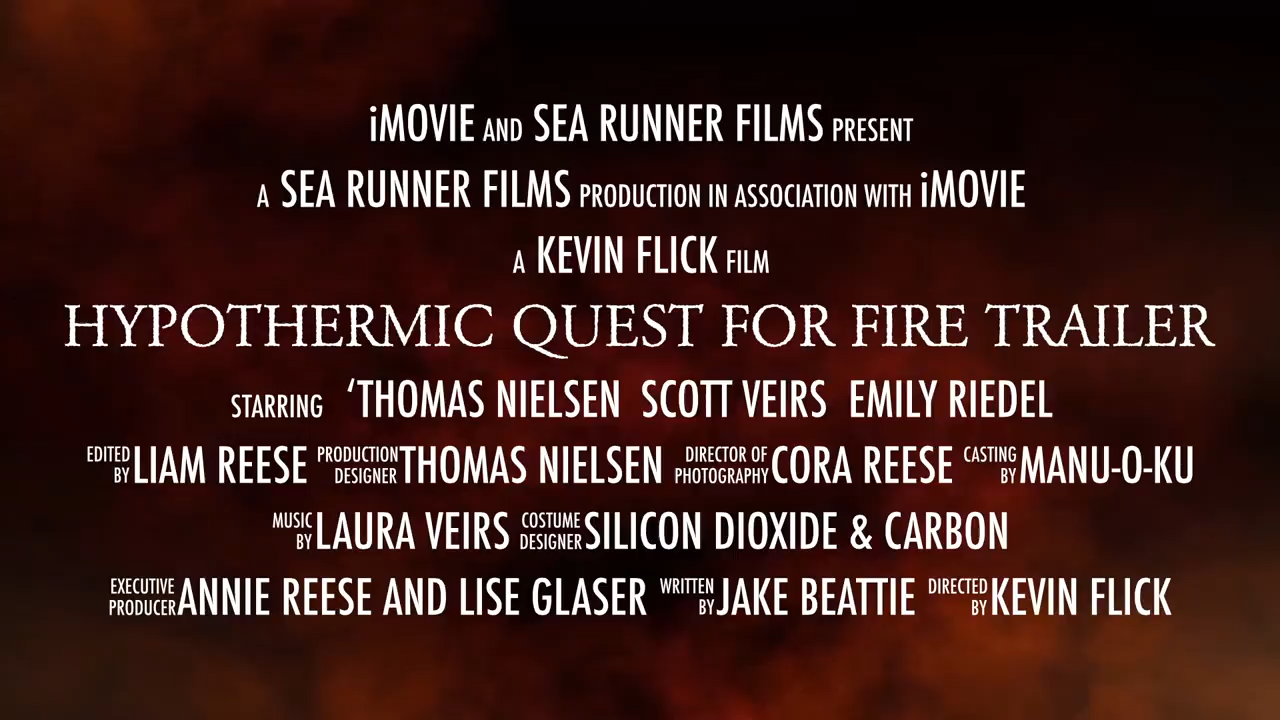 iMOVIE AND SEA RUNNER FILMS PRESENT
A SEA RUNNER FILMS PRODUCTION IN ASSOCIATION WITH iMOVIE
A KEVIN FLICK FILM
HYPOTHERMIC QUEST FOR FIRE TRAILER
STARRING ‘THOMAS NIELSEN SCOTT VEIRS EMILY RIEDEL
EDITED BY LIAM REESE PRODUCTION DESIGNER THOMAS NIELSEN DIRECTOR OF PHOTOGRAPHY CORA REESE CASTING BY MANU-O-KU
MUSIC BY LAURA VEIRS COSTUME DESIGNER SILICON DIOXIDE & CARBON
EXECUTIVE PRODUCER ANNIE REESE AND LISE GLASER WRITTEN BY JAKE BEATTIE DIRECTED BY KEVIN FLICK